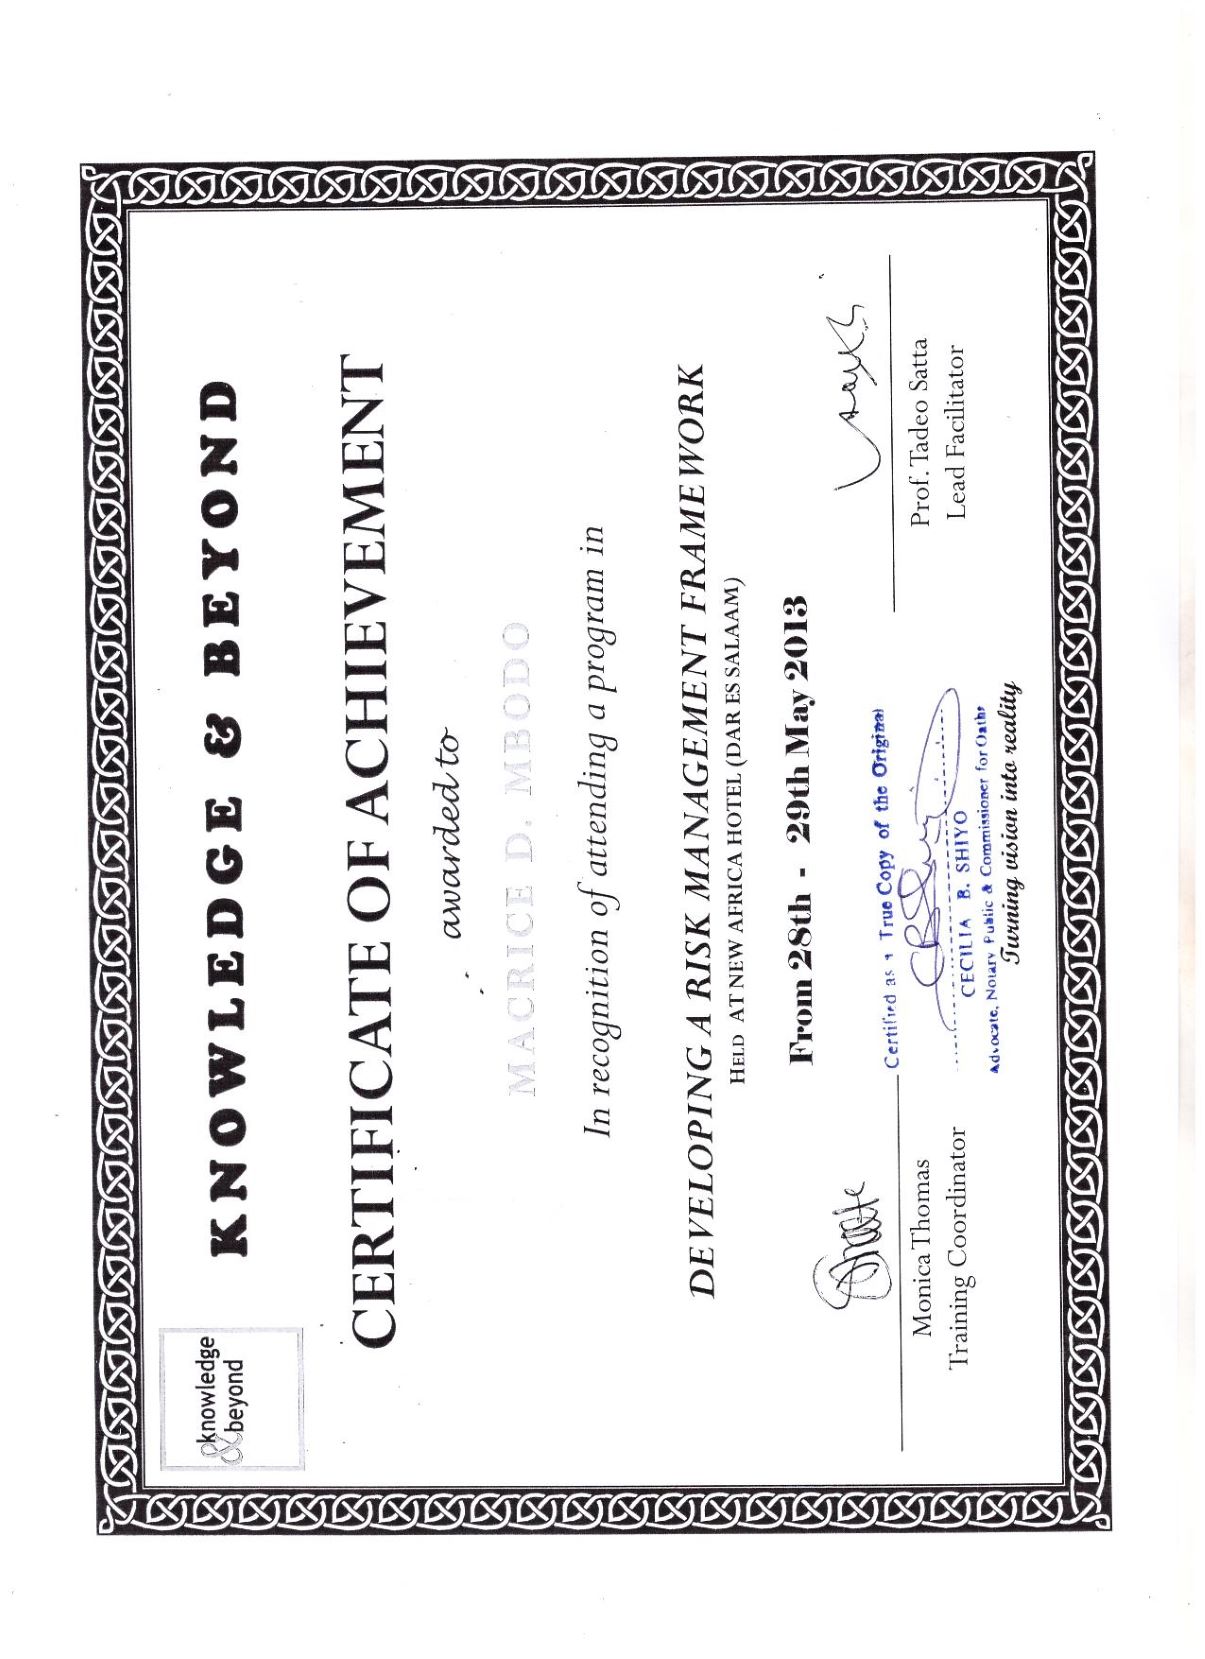 &knowledge
beyond
KNOWLEDGE & BEYOND
CERTIFICATE OF ACHIEVEMENT
awarded to
MACRICE D. MBODO
In recognition of attending a program in
DEVELOPING A RISK MANAGEMENT FRAMEWORK
HELD AT NEW AFRICA HOTEL (DAR ES SALAAM)
From 28th - 29th May 2013
Monica Thomas
Training Coordinator
Certified as a True Copy of the Original
CECILIA B. SHIYO
Advocate, Notary Public & Commissioner for Oaths
Turning vision into reality
Prof. Tadeo Satta
Lead Facilitator